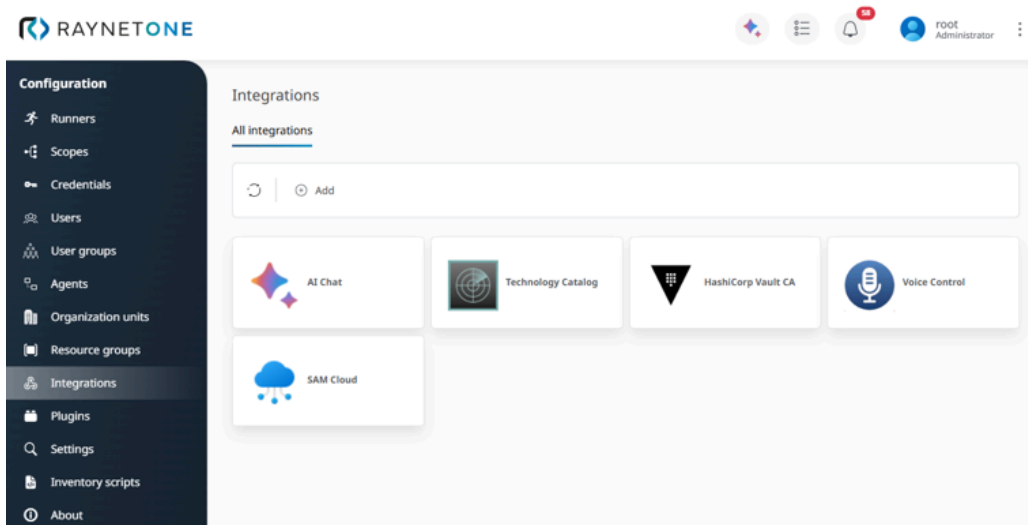 RAYNETONE
58
root
Administrator
Configuration
Runners
Scopes
Credentials
Users
User groups
Agents
Organization units
Resource groups
Integrations
Plugins
Settings
Inventory scripts
About
Integrations
All integrations
Add
AI Chat
Technology Catalog
HashiCorp Vault CA
Voice Control
SAM Cloud